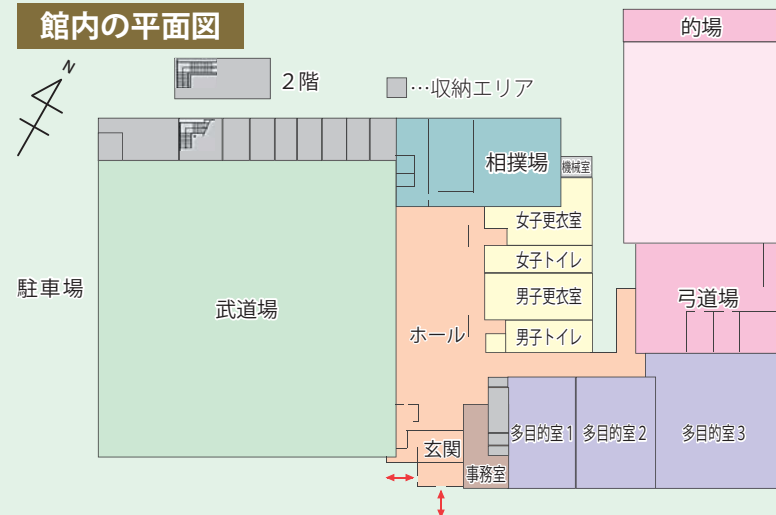 館内の平面図
N
２階
…収納エリア
的場
相撲場
機械室
女子更衣室
女子トイレ
男子更衣室
男子トイレ
駐車場
武道場
ホール
弓道場
玄関
事務室
多目的室1
多目的室2
多目的室3